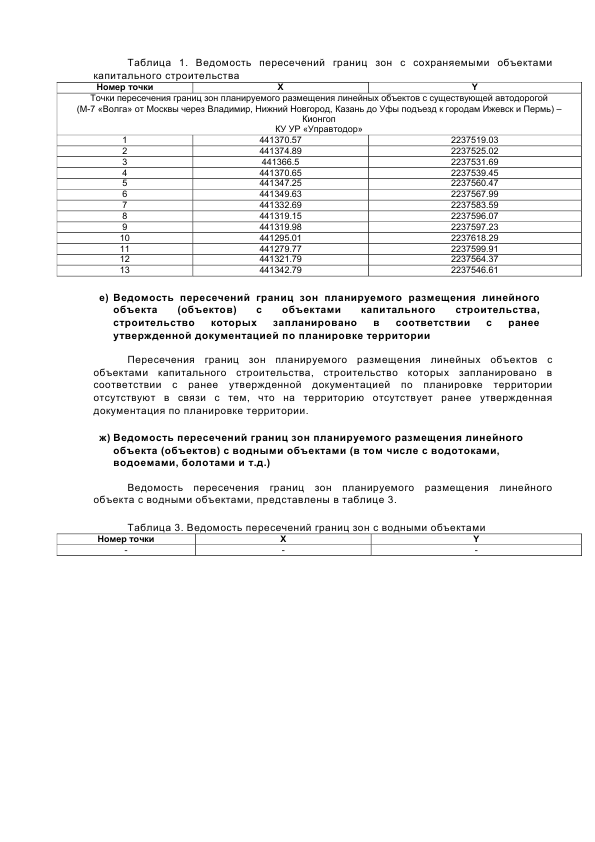 Таблица 1. Ведомость пересечений границ зон с сохраняемыми объектами
капитального строительства
Номер точки X Y
Точки пересечения границ зон планируемого размещения линейных объектов с существующей автодорогой
(М-7 «Волга» от Москвы через Владимир, Нижний Новгород, Казань до Уфы подъезд к городам Ижевск и Пермь) –
Кионгоп
КУ УР «Управтодор»
1 441370.57 2237519.03
2 441374.89 2237525.02
3 441366.5 2237531.69
4 441370.65 2237539.45
5 441347.25 2237560.47
6 441349.63 2237567.99
7 441332.69 2237583.59
8 441319.15 2237596.07
9 441319.98 2237597.23
10 441295.01 2237618.29
11 441279.77 2237599.91
12 441321.79 2237564.37
13 441342.79 2237546.61
е) Ведомость пересечений границ зон планируемого размещения линейного
объекта (объектов) с объектами капитального строительства,
строительство которых запланировано в соответствии с ранее
утвержденной документацией по планировке территории
Пересечения границ зон планируемого размещения линейных объектов с
объектами капитального строительства, строительство которых запланировано в
соответствии с ранее утвержденной документацией по планировке территории
отсутствуют в связи с тем, что на территорию отсутствует ранее утвержденная
документация по планировке территории.
ж) Ведомость пересечений границ зон планируемого размещения линейного
объекта (объектов) с водными объектами (в том числе с водотоками,
водоемами, болотами и т.д.)
Ведомость пересечений границ зон планируемого размещения линейного
объекта с водными объектами, представлены в таблице 3.
Таблица 3. Ведомость пересечений границ зон с водными объектами
Номер точки X Y
- - -